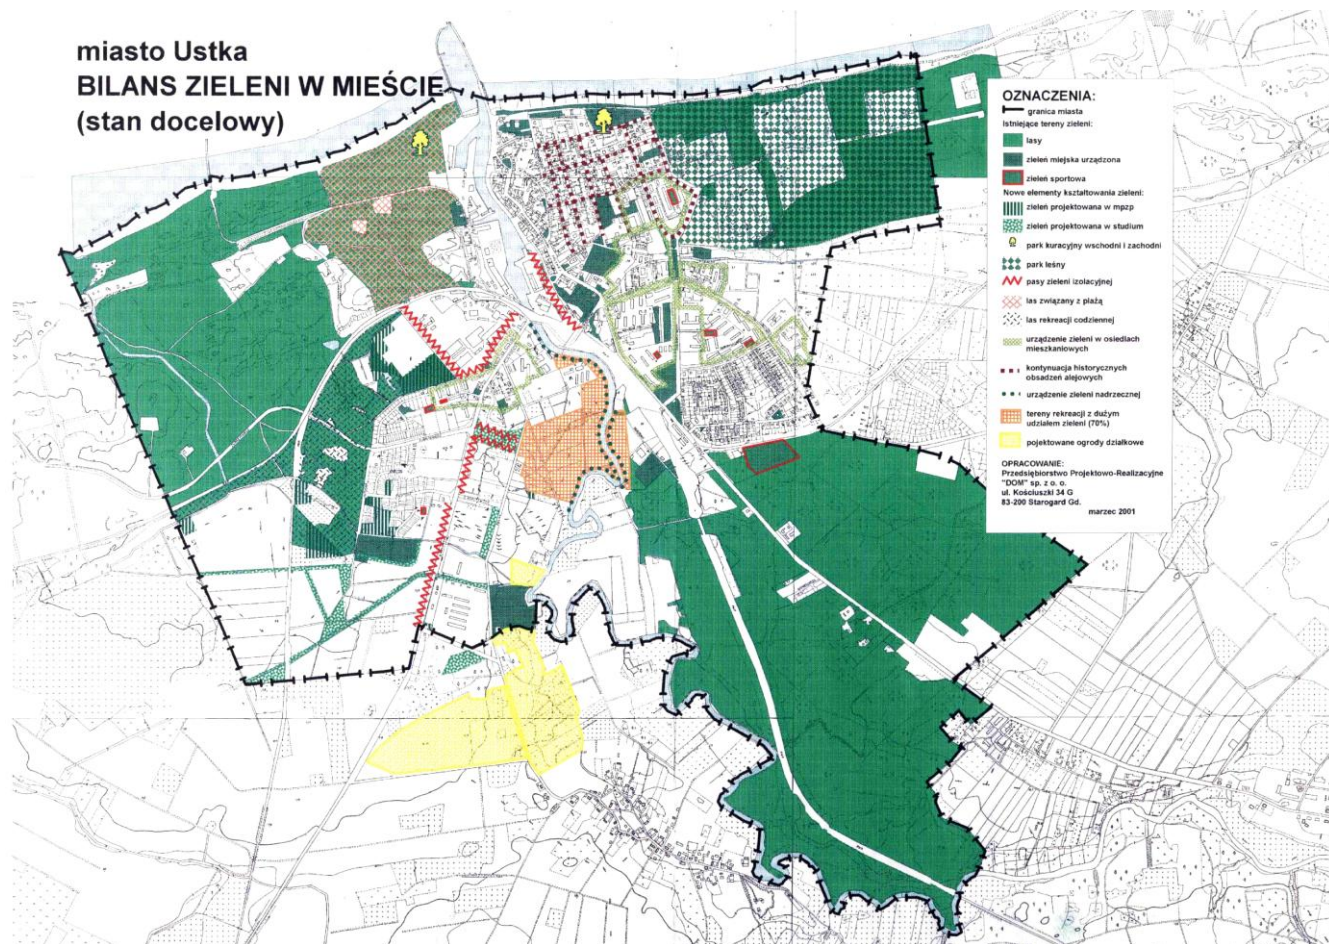 miasto Ustka
BILANS ZIELENI W MIEŚCIE
(stan docelowy)
OZNACZENIA:
granica miasta
Istniejące tereny zieleni:
lasy
zieleń miejska urządzona
zieleń sportowa
Nowe elementy kształtowania zieleni:
zieleń projektowana w mpzp
zieleń projektowana w studium
park kuracyjny wschodni i zachodni
park leśny
pasy zieleni izolacyjnej
las związany z plażą
las rekreacji codziennej
urządzenie zieleni w osiedlach
mieszkaniowych
kontynuacja historycznych
obsadzeń alejowych
urządzenie zieleni nadrzecznej
tereny rekreacji z dużym
udziałem zieleni (70%)
pojektowane ogrody działkowe
OPRACOWANIE:
Przedsiębiorstwo Projektowo-Realizacyjne
"DOM" sp. z o. o.
ul. Kościuszki 34 G
83-200 Starogard Gd.
marzec 2001